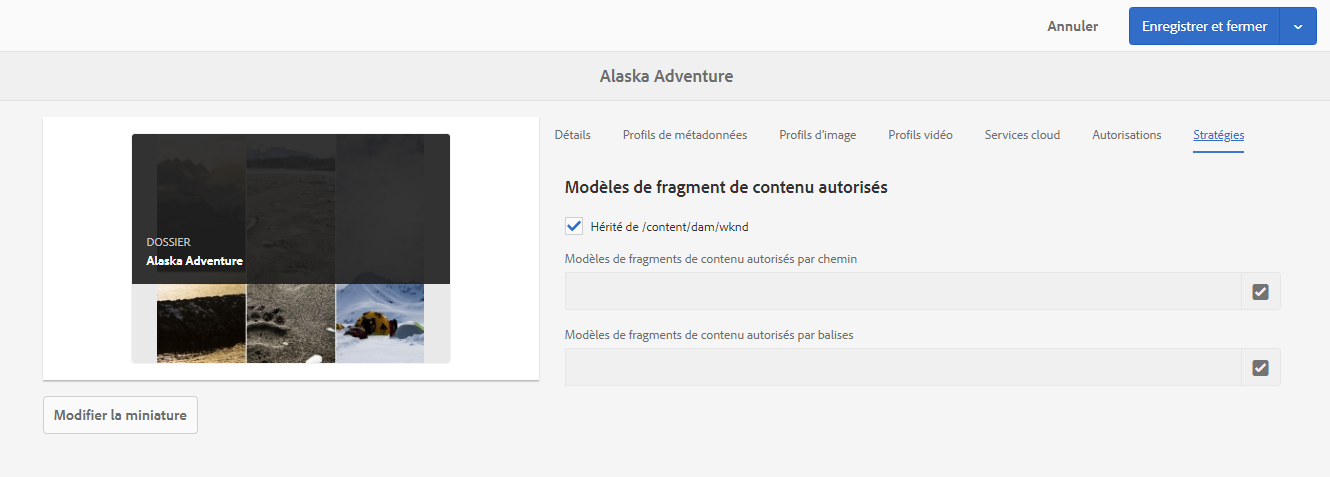 Annuler
Enregistrer et fermer
Alaska Adventure
DOSSIER
Alaska Adventure
Modifier la miniature
Détails
Profils de métadonnées
Profils d'image
Profils vidéo
Services cloud
Autorisations
Stratégies
Modèles de fragment de contenu autorisés
Hérité de /content/dam/wknd
Modèles de fragments de contenu autorisés par chemin
Modèles de fragments de contenu autorisés par balises